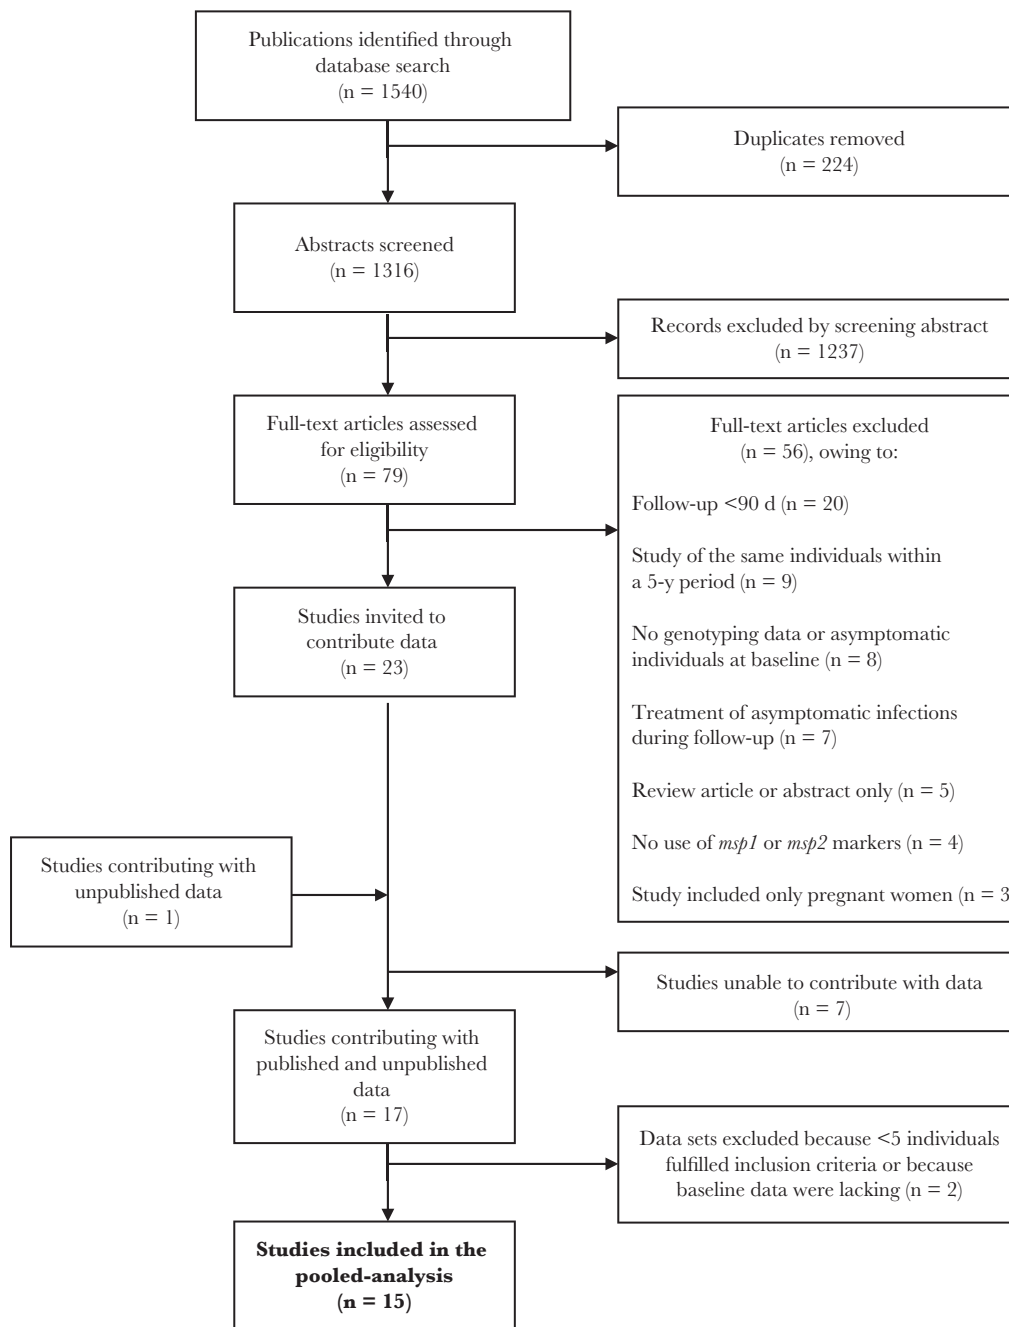 Publications identified through
database search
(n = 1540)
Duplicates removed
(n = 224)
Abstracts screened
(n = 1316)
Records excluded by screening abstract
(n = 1237)
Full-text articles assessed
for eligibility
(n = 79)
Full-text articles excluded
(n = 56), owing to:
Follow-up <90 d (n = 20)
Study of the same individuals within
a 5-y period (n = 9)
No genotyping data or asymptomatic
individuals at baseline (n = 8)
Treatment of asymptomatic infections
during follow-up (n = 7)
Review article or abstract only (n = 5)
No use of msp1 or msp2 markers (n = 4)
Study included only pregnant women (n = 3
Studies invited to
contribute data
(n = 23)
Studies contributing with
unpublished data
(n = 1)
Studies unable to contribute with data
(n = 7)
Studies contributing with
published and unpublished
data
(n = 17)
Data sets excluded because <5 individuals
fulfilled inclusion criteria or because
baseline data were lacking (n = 2)
Studies included in the
pooled-analysis
(n = 15)